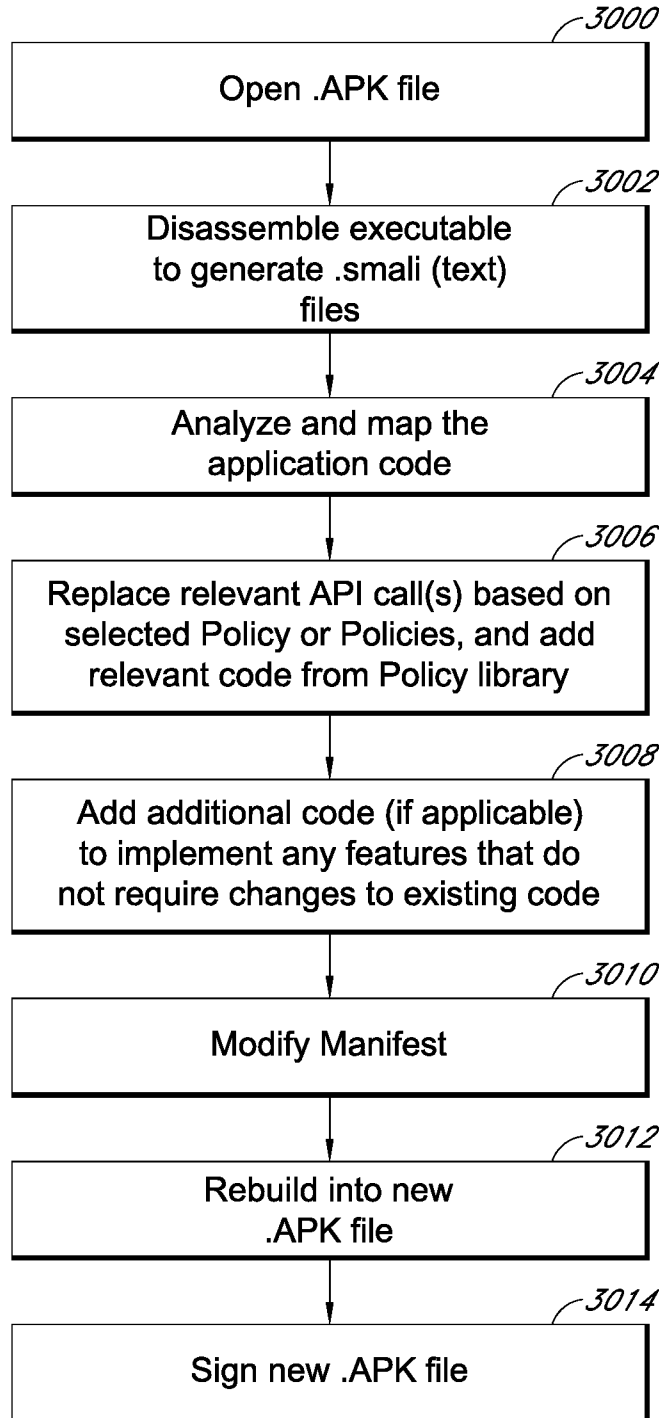 3000
Open .APK file
3002
Disassemble executable
to generate .smali (text)
files
3004
Analyze and map the
application code
3006
Replace relevant API call(s) based on
selected Policy or Policies, and add
relevant code from Policy library
3008
Add additional code (if applicable)
to implement any features that do
not require changes to existing code
3010
Modify Manifest
3012
Rebuild into new
.APK file
3014
Sign new .APK file